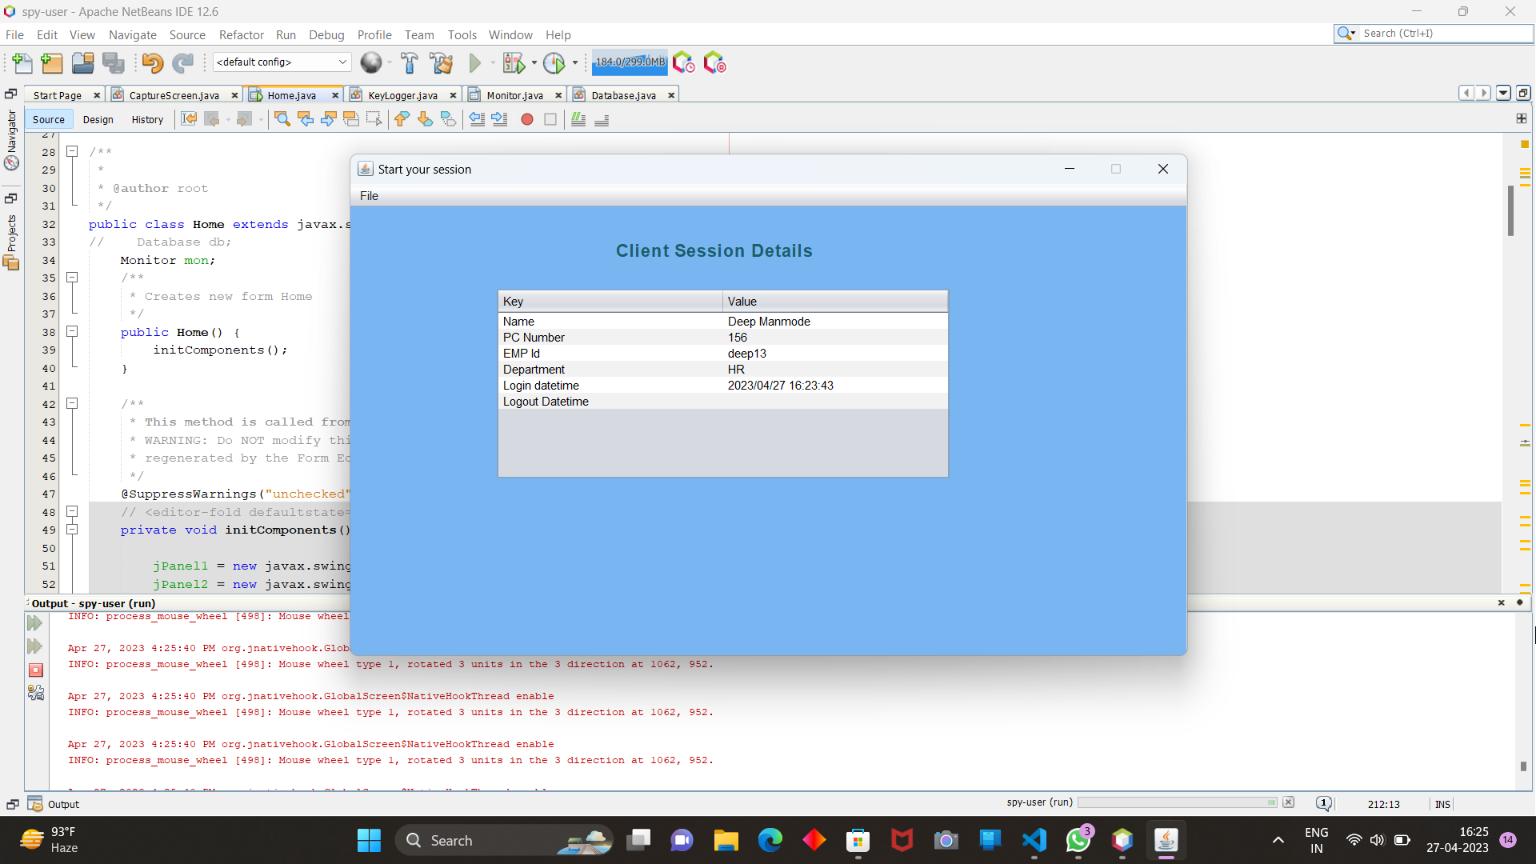 spy-user - Apache NetBeans IDE 12.6
File Edit View Navigate Source Refactor Run Debug Profile Team Tools Window Help
Search (Ctrl+I)
<default config>
184.0/299.0MB
Start Page
CaptureScreen.java
Home.java
KeyLogger.java
Monitor.java
Database.java
Source Design History
Navigator
Projects
27
28 /**
29 *
30 * @author root
31 */
32 public class Home extends javax.s
33 // Database db;
34 Monitor mon;
35 /**
36 * Creates new form Home
37 */
38 public Home() {
39 initComponents();
40 }
41
42 /**
43 * This method is called from
44 * WARNING: Do NOT modify thi
45 * regenerated by the Form Ed
46 */
47 @SuppressWarnings("unchecked"
48 // <editor-fold defaultstate=
49 private void initComponents()
50
51 jPanel1 = new javax.swing
52 jPanel2 = new javax.swing
Start your session
File
Client Session Details
Key Value
Name Deep Manmode
PC Number 156
EMP Id deep13
Department HR
Login datetime 2023/04/27 16:23:43
Logout Datetime
Output - spy-user (run)
INFO: process_mouse_wheel [498]: Mouse wheel
Apr 27, 2023 4:25:40 PM org.jnativehook.Glob
INFO: process_mouse_wheel [498]: Mouse wheel type 1, rotated 3 units in the 3 direction at 1062, 952.
Apr 27, 2023 4:25:40 PM org.jnativehook.GlobalScreen$NativeHookThread enable
INFO: process_mouse_wheel [498]: Mouse wheel type 1, rotated 3 units in the 3 direction at 1062, 952.
Apr 27, 2023 4:25:40 PM org.jnativehook.GlobalScreen$NativeHookThread enable
INFO: process_mouse_wheel [498]: Mouse wheel type 1, rotated 3 units in the 3 direction at 1062, 952.
Output
spy-user (run)
1
212:13
INS
93°F
Haze
Search
3
ENG
IN
16:25
27-04-2023
14